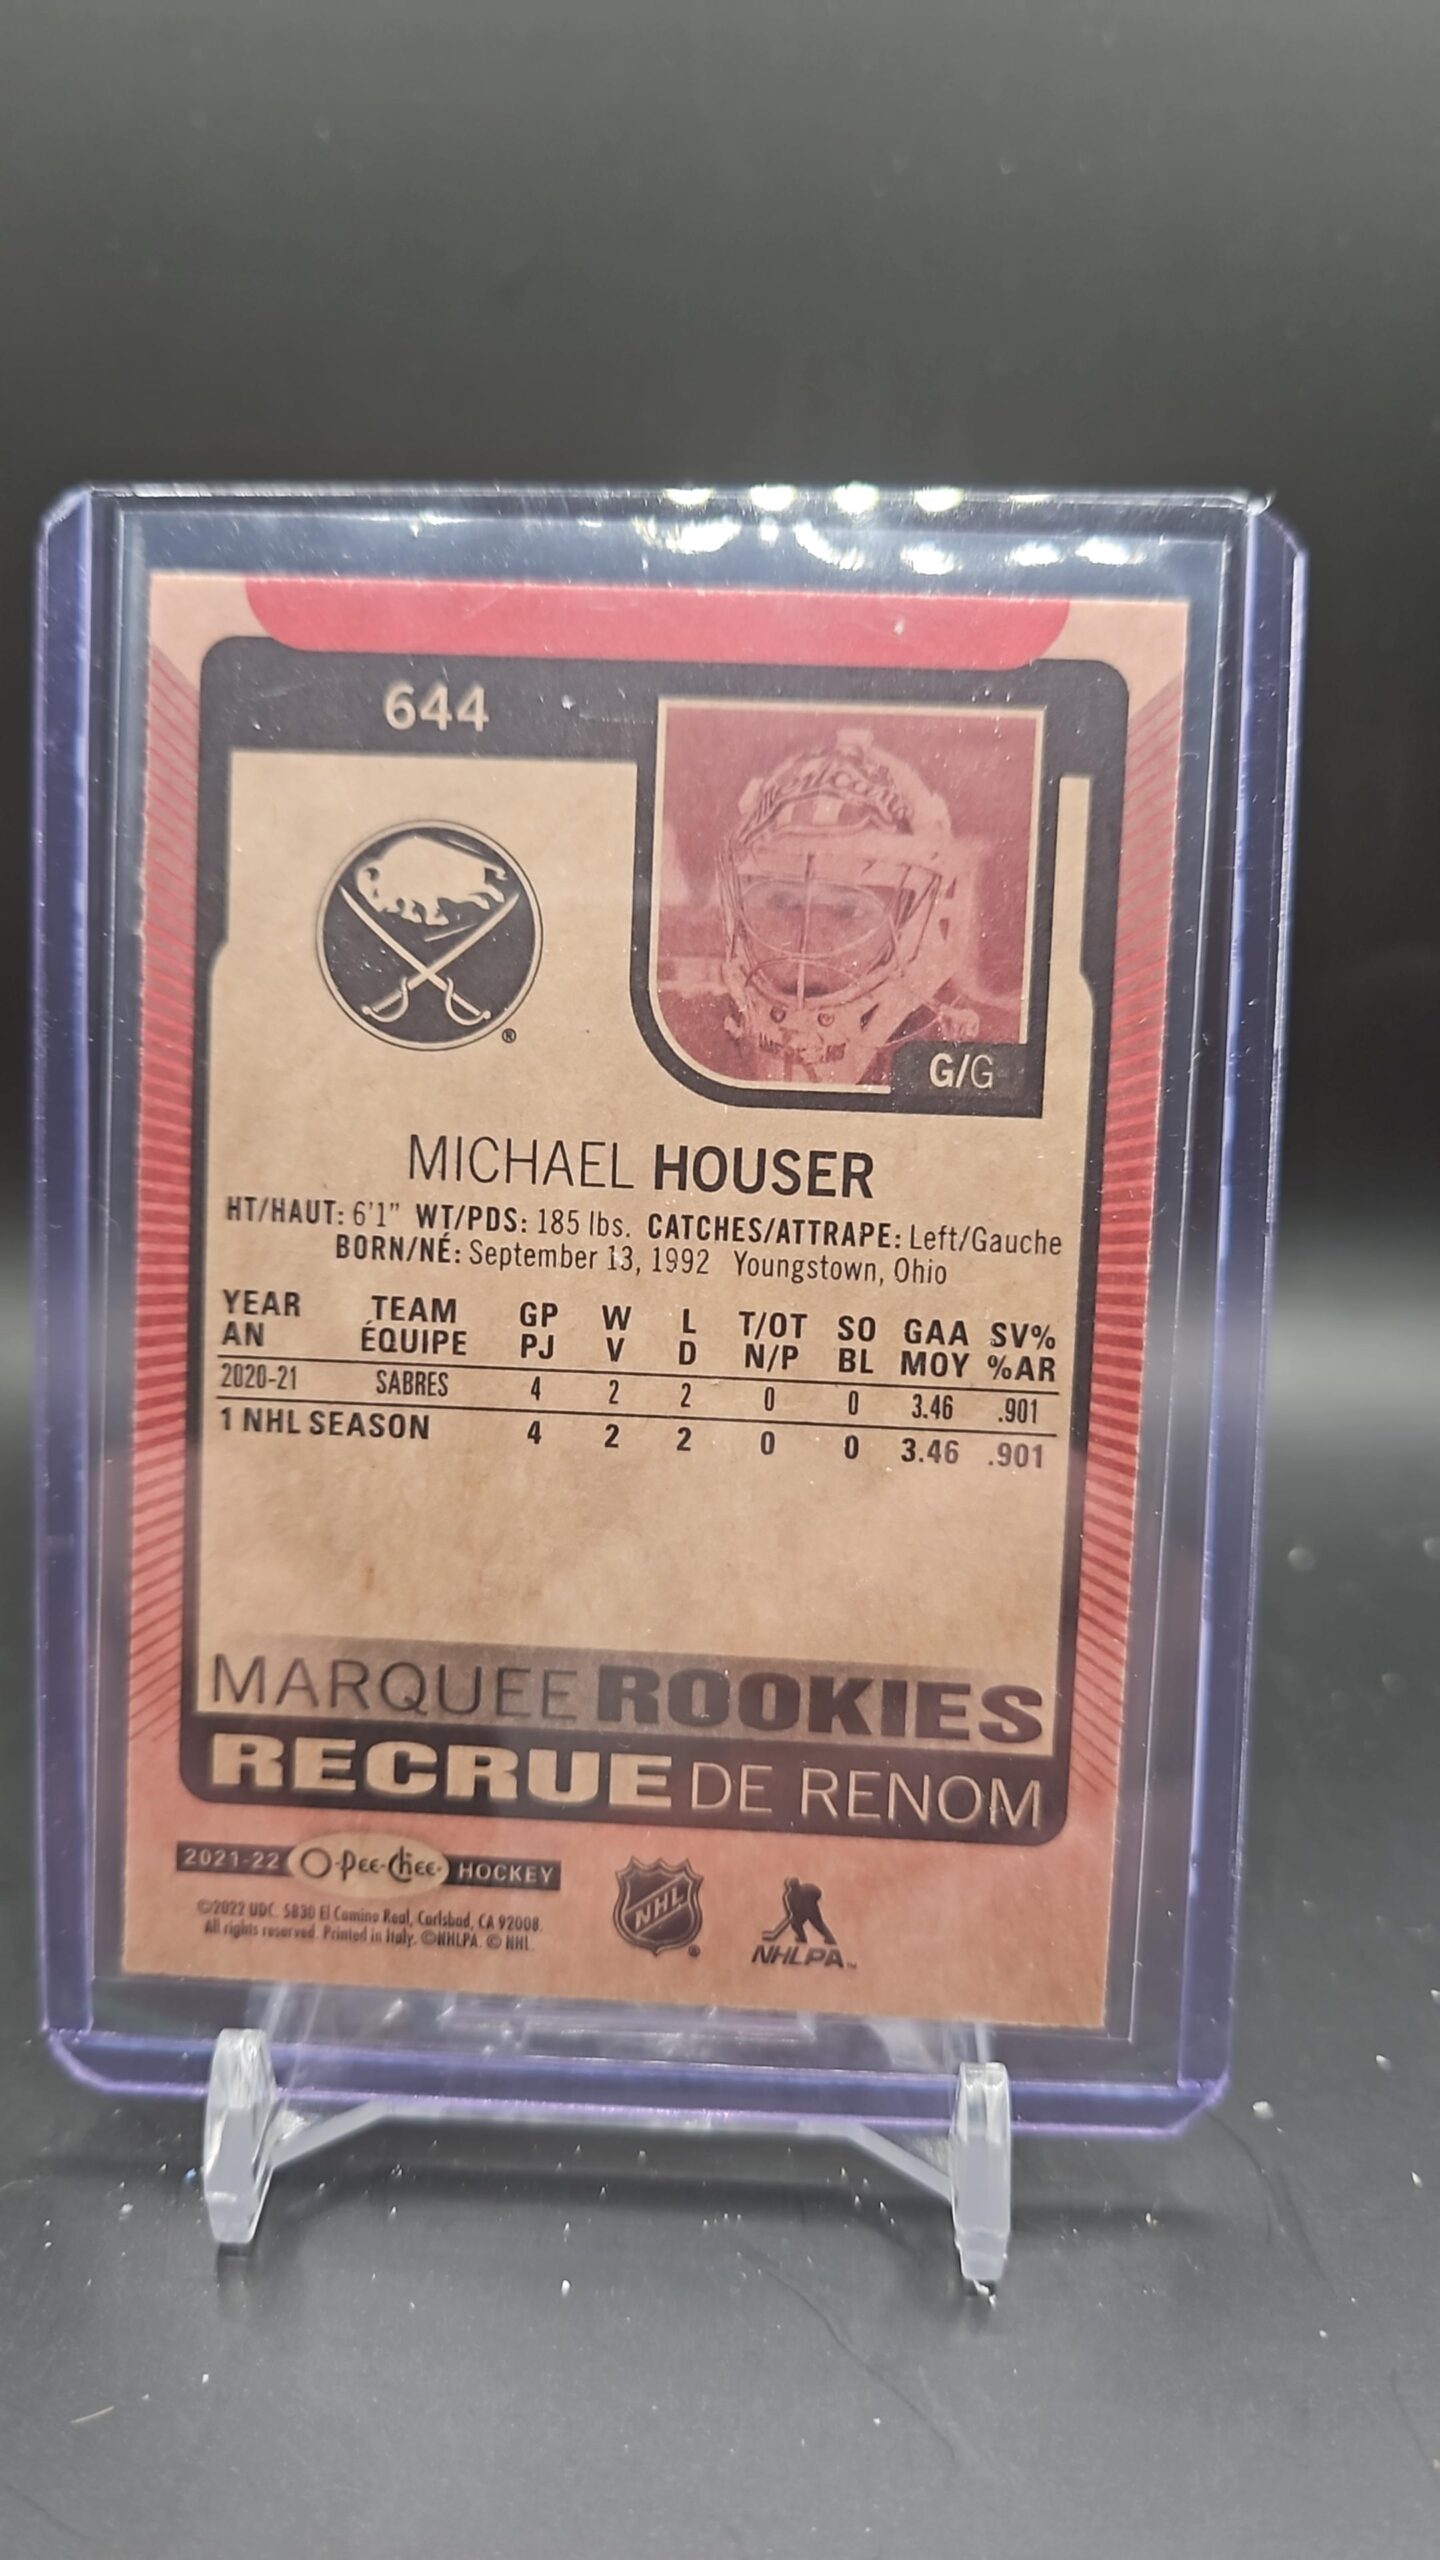 644
Americans
G/G
MICHAEL HOUSER
HT/HAUT: 6'1" WT/PDS: 185 lbs. CATCHES/ATTRAPE: Left/Gauche
BORN/NÉ: September 13, 1992 Youngstown, Ohio
YEAR TEAM GP W L T/OT SO GAA SV%
AN ÉQUIPE PJ V D N/P BL MOY %AR
2020-21 SABRES 4 2 2 0 0 3.46 .901
1 NHL SEASON 4 2 2 0 0 3.46 .901
MARQUEE ROOKIES
RECRUE DE RENOM
2021-22 O-Pee-Chee HOCKEY
©2022 UDC. 5830 El Camino Real, Carlsbad, CA 92008.
All rights reserved. Printed in Italy. ©NHLPA. © NHL.
NHL ®
NHLPA™
®